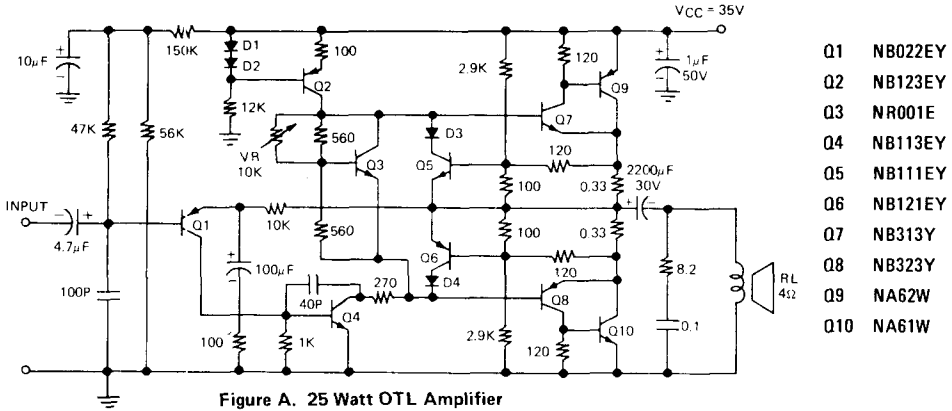 VCC = 35V
150K
D1
D2
100
2.9K
120
10μF
+
-
Q2
Q9
1μF
50V
+
-
12K
47K
56K
VR
10K
560
Q3
D3
Q7
120
Q5
2200μF
30V
+
-
100
0.33
INPUT
-
+
4.7μF
Q1
10K
560
100
0.33
Q6
100P
100μF
+
-
40P
270
D4
120
8.2
RL
4Ω
Q4
Q8
Q10
100
1K
2.9K
120
0.1
Figure A. 25 Watt OTL Amplifier
Q1 NB022EY
Q2 NB123EY
Q3 NR001E
Q4 NB113EY
Q5 NB111EY
Q6 NB121EY
Q7 NB313Y
Q8 NB323Y
Q9 NA62W
Q10 NA61W